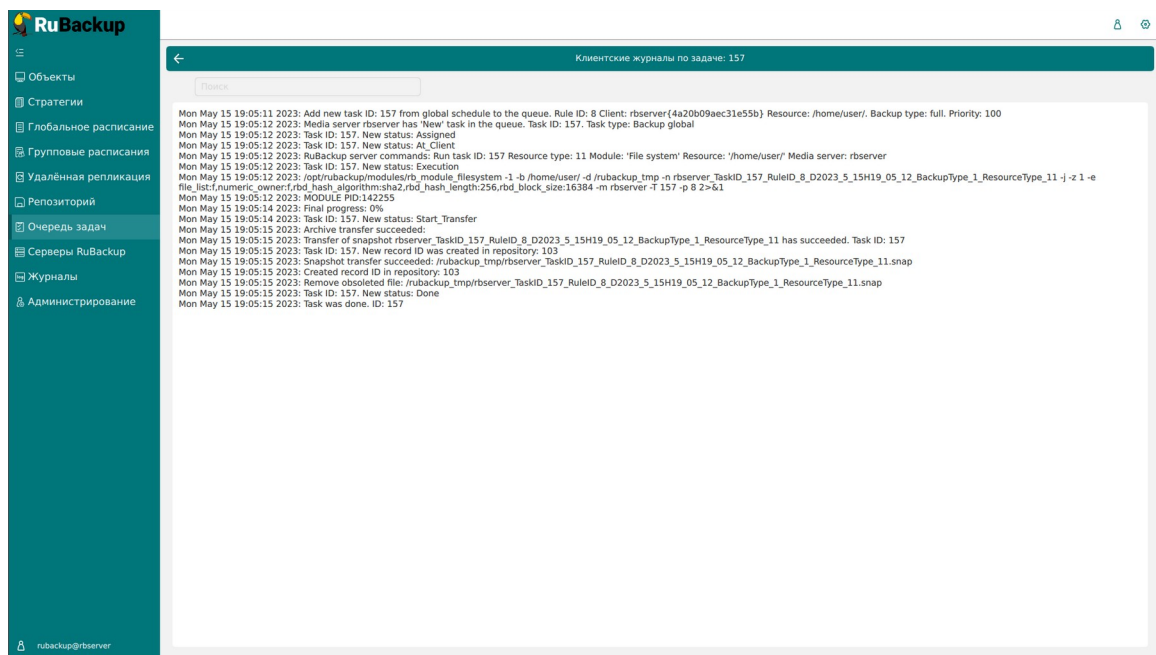 RuBackup
Объекты
Стратегии
Глобальное расписание
Групповые расписания
Удалённая репликация
Репозиторий
Очередь задач
Серверы RuBackup
Журналы
Администрирование
rubackup@rbserver
Клиентские журналы по задаче: 157
Поиск
Mon May 15 19:05:11 2023: Add new task ID: 157 from global schedule to the queue. Rule ID: 8 Client: rbserver{4a20b09aec31e55b} Resource: /home/user/. Backup type: full. Priority: 100
Mon May 15 19:05:12 2023: Media server rbserver has 'New' task in the queue. Task ID: 157. Task type: Backup global
Mon May 15 19:05:12 2023: Task ID: 157. New status: Assigned
Mon May 15 19:05:12 2023: Task ID: 157. New status: At_Client
Mon May 15 19:05:12 2023: RuBackup server commands: Run task ID: 157 Resource type: 11 Module: 'File system' Resource: '/home/user/' Media server: rbserver
Mon May 15 19:05:12 2023: Task ID: 157. New status: Execution
Mon May 15 19:05:12 2023: /opt/rubackup/modules/rb_module_filesystem -1 -b /home/user/ -d /rubackup_tmp -n rbserver_TaskID_157_RuleID_8_D2023_5_15H19_05_12_BackupType_1_ResourceType_11 -j -z 1 -e
file_list:f,numeric_owner:f,rbd_hash_algorithm:sha2,rbd_hash_length:256,rbd_block_size:16384 -m rbserver -T 157 -p 8 2>&1
Mon May 15 19:05:12 2023: MODULE PID:142255
Mon May 15 19:05:14 2023: Final progress: 0%
Mon May 15 19:05:14 2023: Task ID: 157. New status: Start_Transfer
Mon May 15 19:05:15 2023: Archive transfer succeeded:
Mon May 15 19:05:15 2023: Transfer of snapshot rbserver_TaskID_157_RuleID_8_D2023_5_15H19_05_12_BackupType_1_ResourceType_11 has succeeded. Task ID: 157
Mon May 15 19:05:15 2023: Task ID: 157. New record ID was created in repository: 103
Mon May 15 19:05:15 2023: Snapshot transfer succeeded: /rubackup_tmp/rbserver_TaskID_157_RuleID_8_D2023_5_15H19_05_12_BackupType_1_ResourceType_11.snap
Mon May 15 19:05:15 2023: Created record ID in repository: 103
Mon May 15 19:05:15 2023: Remove obsoleted file: /rubackup_tmp/rbserver_TaskID_157_RuleID_8_D2023_5_15H19_05_12_BackupType_1_ResourceType_11.snap
Mon May 15 19:05:15 2023: Task ID: 157. New status: Done
Mon May 15 19:05:15 2023: Task was done. ID: 157